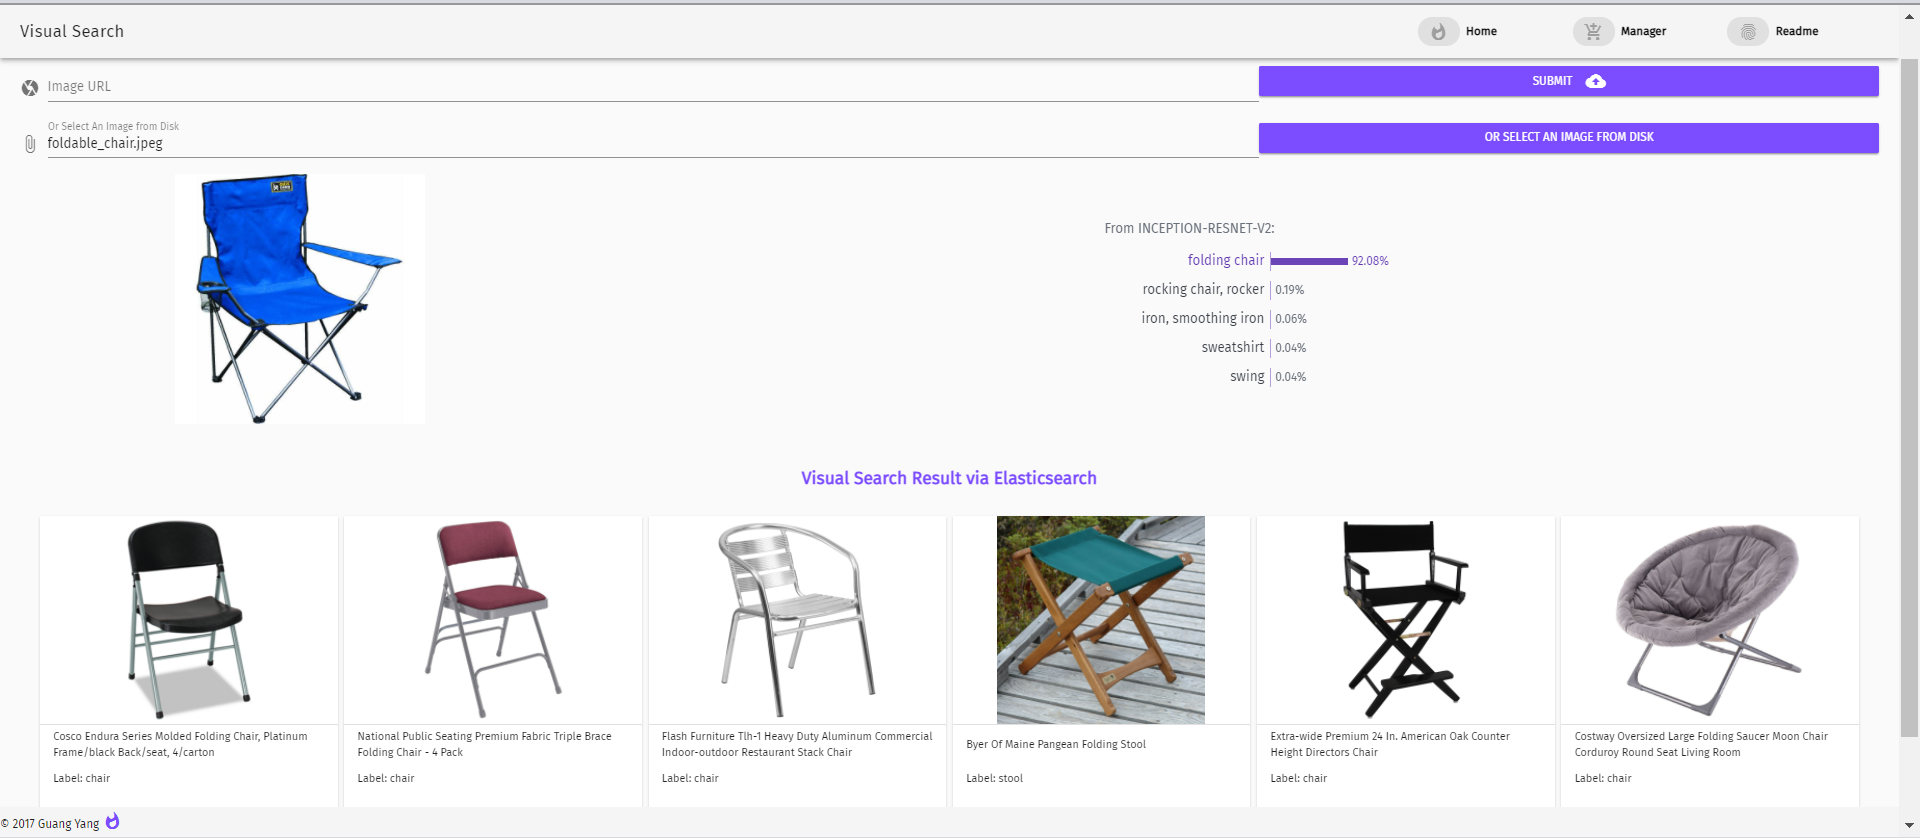 Visual Search
Home
Manager
Readme
Image URL
SUBMIT
Or Select An Image from Disk
foldable_chair.jpeg
OR SELECT AN IMAGE FROM DISK
From INCEPTION-RESNET-V2:
folding chair 92.08%
rocking chair, rocker 0.19%
iron, smoothing iron 0.06%
sweatshirt 0.04%
swing 0.04%
Visual Search Result via Elasticsearch
Cosco Endura Series Molded Folding Chair, Platinum
Frame/black Back/seat, 4/carton
Label: chair
National Public Seating Premium Fabric Triple Brace
Folding Chair - 4 Pack
Label: chair
Flash Furniture Tlh-1 Heavy Duty Aluminum Commercial
Indoor-outdoor Restaurant Stack Chair
Label: chair
Byer Of Maine Pangean Folding Stool
Label: stool
Extra-wide Premium 24 In. American Oak Counter
Height Directors Chair
Label: chair
Costway Oversized Large Folding Saucer Moon Chair
Corduroy Round Seat Living Room
Label: chair
© 2017 Guang Yang